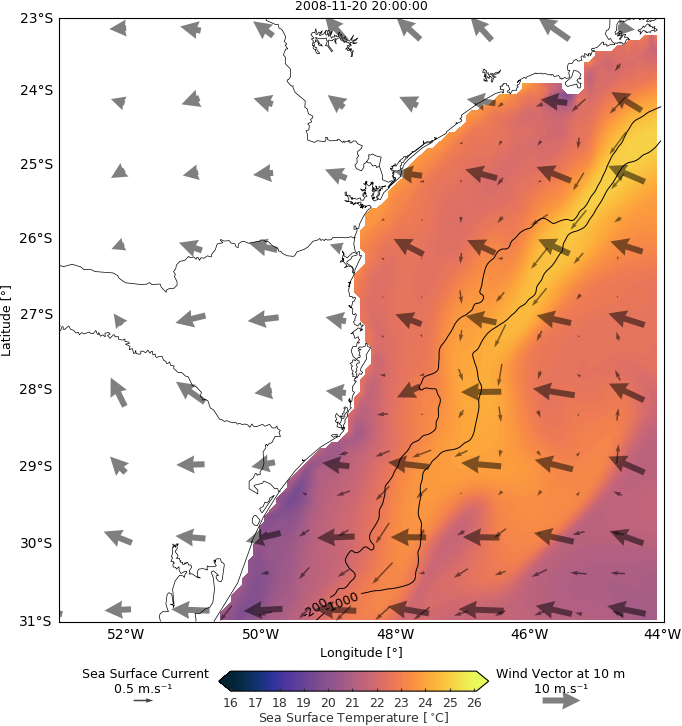 2008-11-20 20:00:00
23°S
24°S
25°S
26°S
27°S
28°S
29°S
30°S
31°S
Latitude [°]
-200
-1000
52°W 50°W 48°W 46°W 44°W
Longitude [°]
Sea Surface Current
0.5 m.s⁻¹
Wind Vector at 10 m
10 m.s⁻¹
16 17 18 19 20 21 22 23 24 25 26
Sea Surface Temperature [°C]